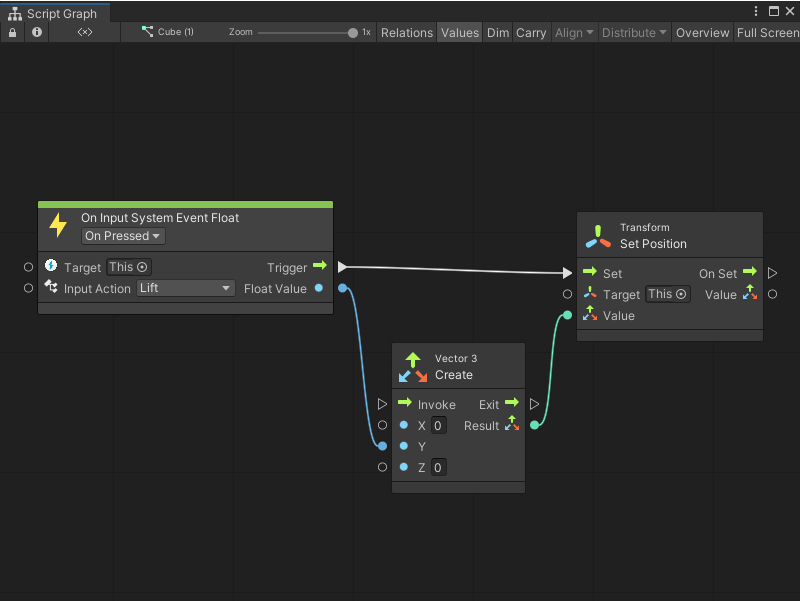 Script Graph
Cube (1) Zoom 1x Relations Values Dim Carry Align Distribute Overview Full Screen
On Input System Event Float
On Pressed
Target This Trigger
Input Action Lift Float Value
Transform
Set Position
Set On Set
Target This Value
Value
Vector 3
Create
Invoke Exit
X 0 Result
Y
Z 0